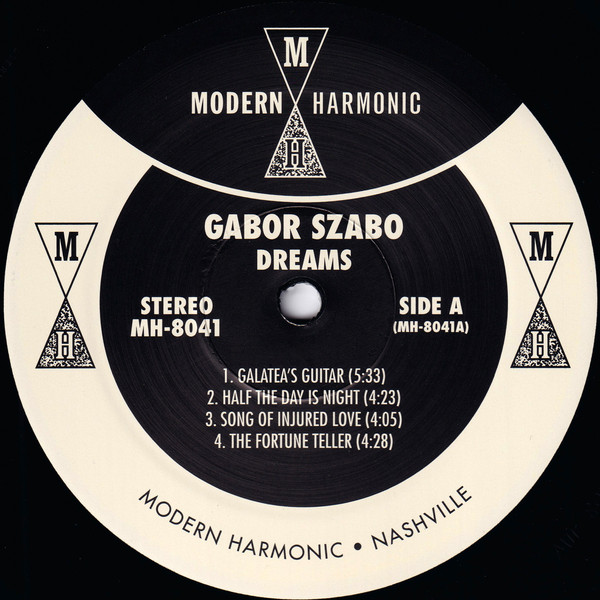 M
MODERN HARMONIC
H
GABOR SZABO
DREAMS
M
H
M
H
STEREO
MH-8041
SIDE A
(MH-8041A)
1. GALATEA'S GUITAR (5:33)
2. HALF THE DAY IS NIGHT (4:23)
3. SONG OF INJURED LOVE (4:05)
4. THE FORTUNE TELLER (4:28)
MODERN HARMONIC • NASHVILLE